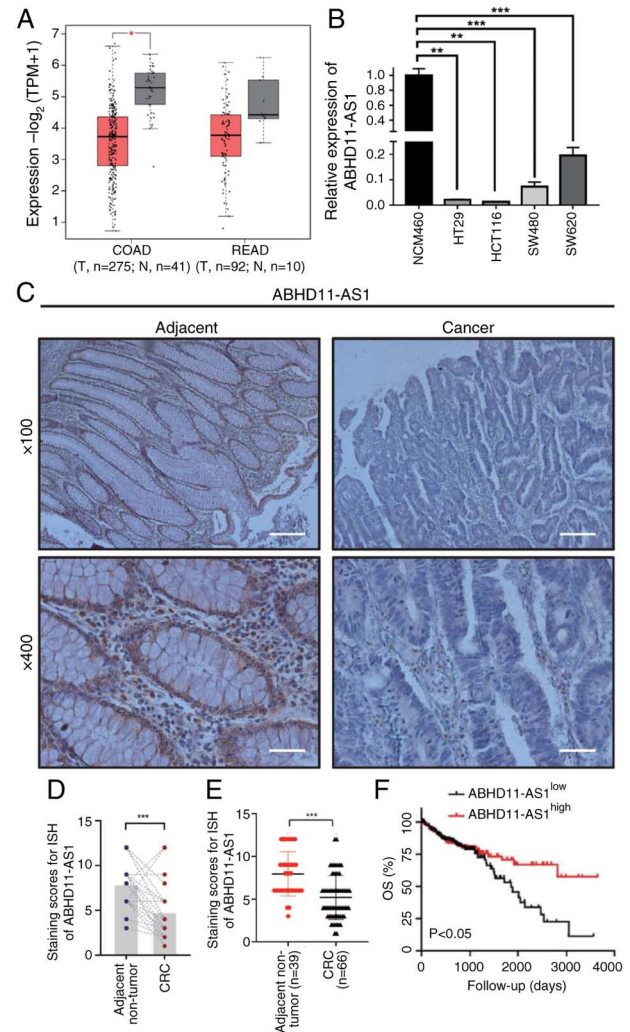 A
Expression –log2 (TPM+1)
7
6
5
4
3
2
1
*
COAD
(T, n=275; N, n=41)
READ
(T, n=92; N, n=10)
B
Relative expression of
ABHD11-AS1
1.0
0.8
0.6
0.4
0.2
0.1
0.0
***
***
**
**
NCM460
HT29
HCT116
SW480
SW620
C
ABHD11-AS1
Adjacent
Cancer
×100
×400
D
Staining scores for ISH
of ABHD11-AS1
15
10
5
0
***
Adjacent
non-tumor
CRC
E
Staining scores for ISH
of ABHD11-AS1
15
10
5
0
***
Adjacent non-
tumor (n=39)
CRC
(n=66)
F
ABHD11-AS1low
ABHD11-AS1high
OS (%)
100
75
50
25
0
P<0.05
0
1000
2000
3000
4000
Follow-up (days)